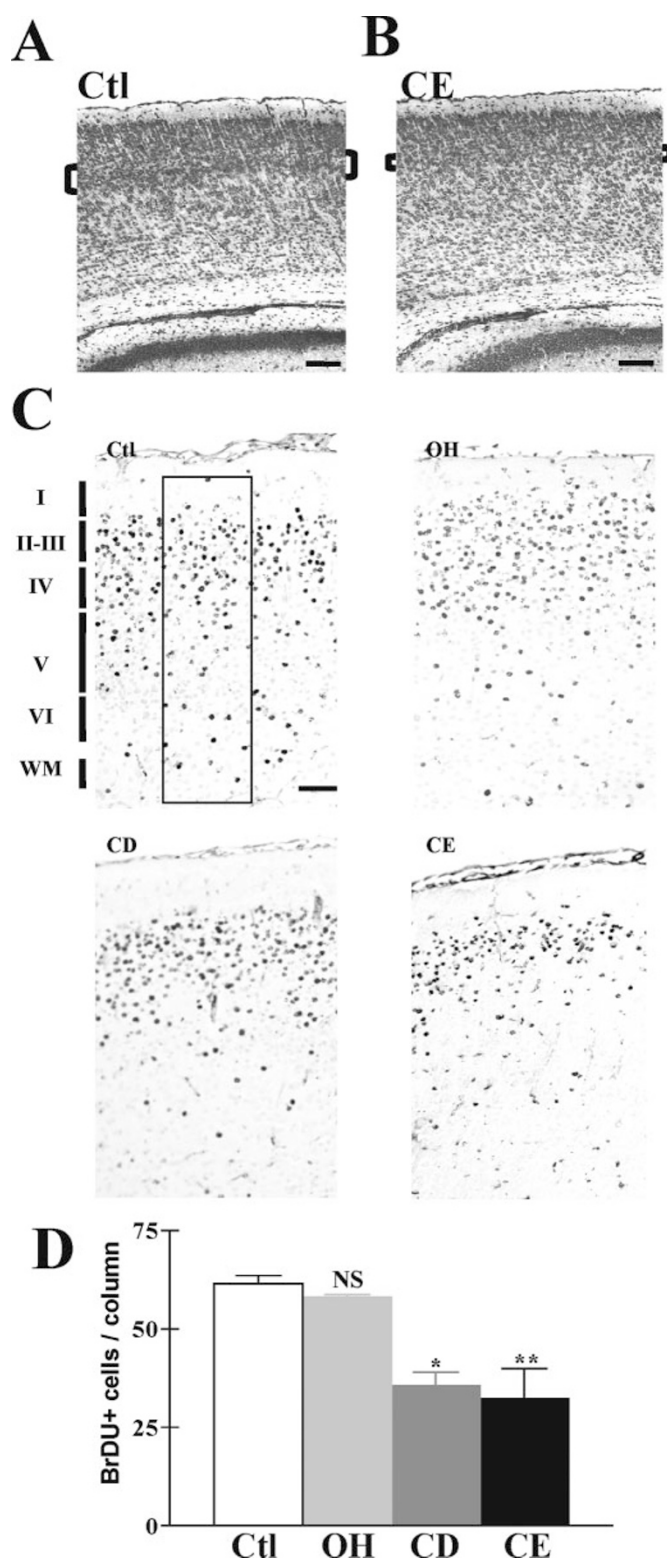 A
B
Ctl
CE
C
Ctl
OH
I
II-III
IV
V
VI
WM
CD
CE
D
BrDU+ cells / column
75
50
25
0
NS
*
**
Ctl OH CD CE